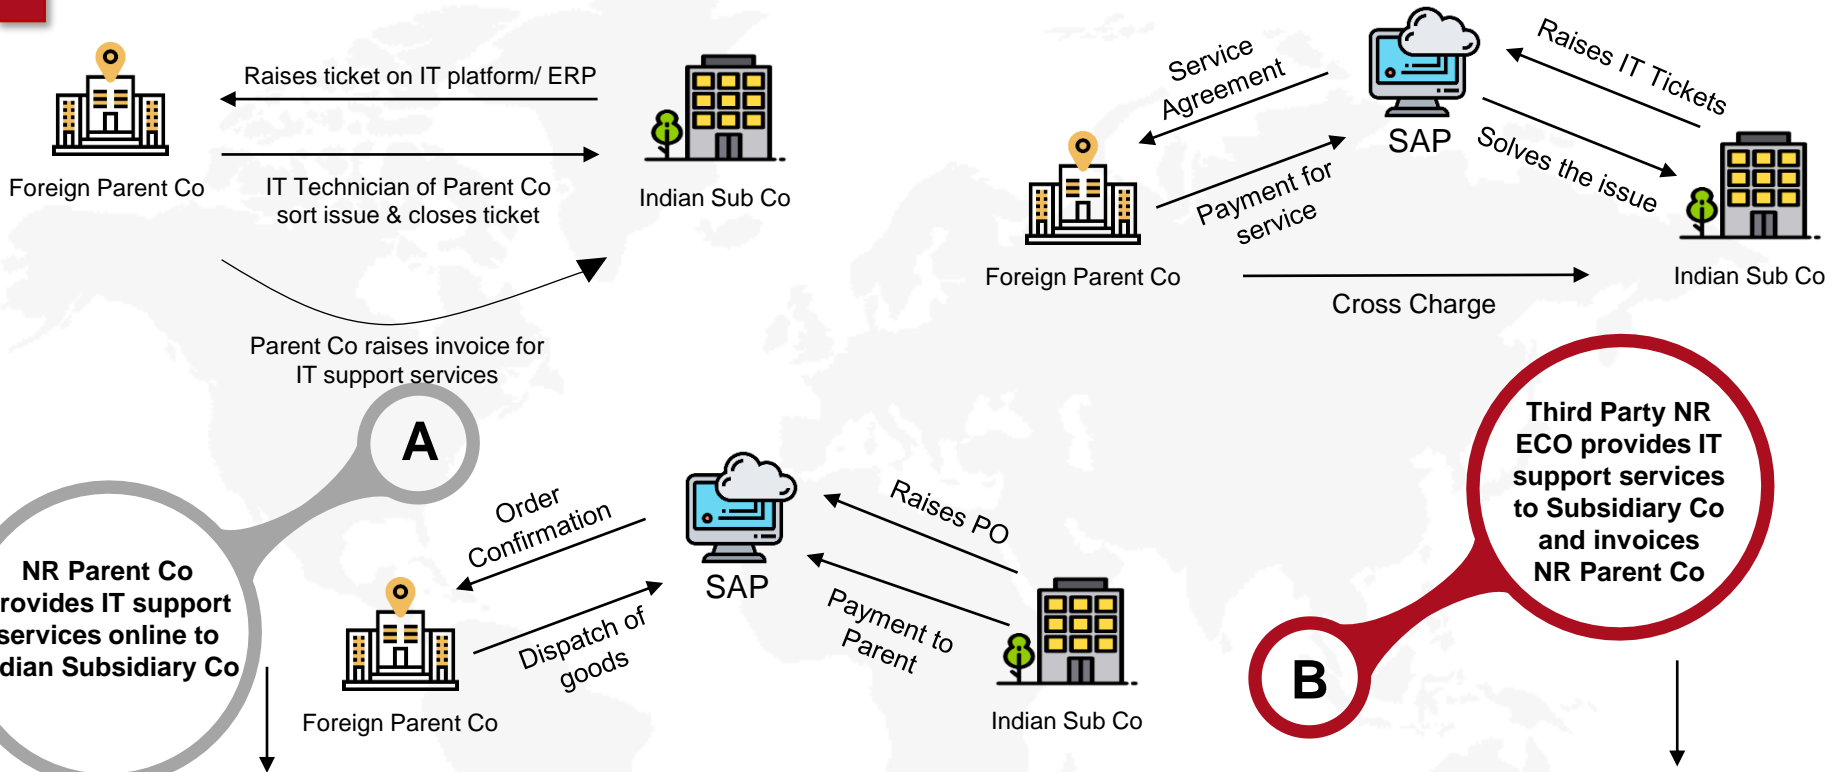 Raises ticket on IT platform/ ERP
Foreign Parent Co
IT Technician of Parent Co
sort issue & closes ticket
Indian Sub Co
Parent Co raises invoice for
IT support services
Service
Agreement
Raises IT Tickets
SAP
Solves the issue
Payment for
service
Foreign Parent Co
Indian Sub Co
Cross Charge
A
NR Parent Co
rovides IT support
services online to
dian Subsidiary Co
Order
Confirmation
Raises PO
SAP
Dispatch of
goods
Payment to
Parent
Foreign Parent Co
Indian Sub Co
Third Party NR
ECO provides IT
support services
to Subsidiary Co
and invoices
NR Parent Co
B